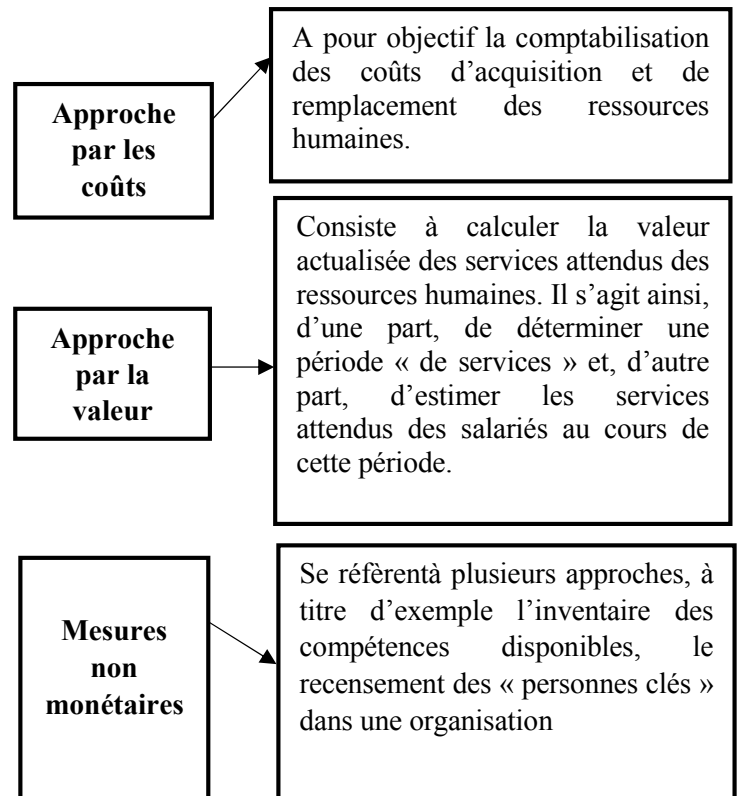 Approche
par les
coûts
A pour objectif la comptabilisation
des coûts d’acquisition et de
remplacement des ressources
humaines.
Approche
par la
valeur
Consiste à calculer la valeur
actualisée des services attendus des
ressources humaines. Il s’agit ainsi,
d’une part, de déterminer une
période « de services » et, d’autre
part, d’estimer les services
attendus des salariés au cours de
cette période.
Mesures
non
monétaires
Se réfèrentà plusieurs approches, à
titre d’exemple l’inventaire des
compétences disponibles, le
recensement des « personnes clés »
dans une organisation